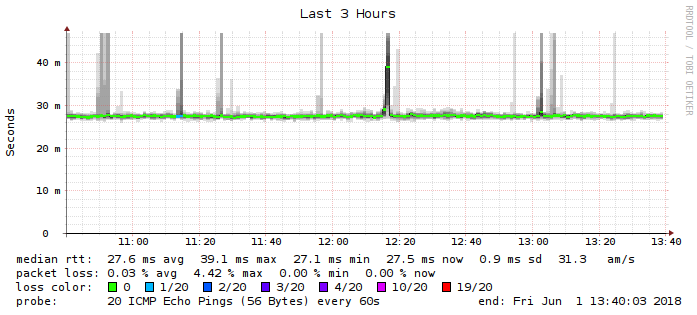 Last 3 Hours
RRDTOOL / TOBI OETIKER
Seconds
40 m
30 m
20 m
10 m
0
11:00 11:20 11:40 12:00 12:20 12:40 13:00 13:20 13:40
median rtt: 27.6 ms avg 39.1 ms max 27.1 ms min 27.5 ms now 0.9 ms sd 31.3 am/s
packet loss: 0.03 % avg 4.42 % max 0.00 % min 0.00 % now
loss color: 0 1/20 2/20 3/20 4/20 10/20 19/20
probe: 20 ICMP Echo Pings (56 Bytes) every 60s end: Fri Jun 1 13:40:03 2018